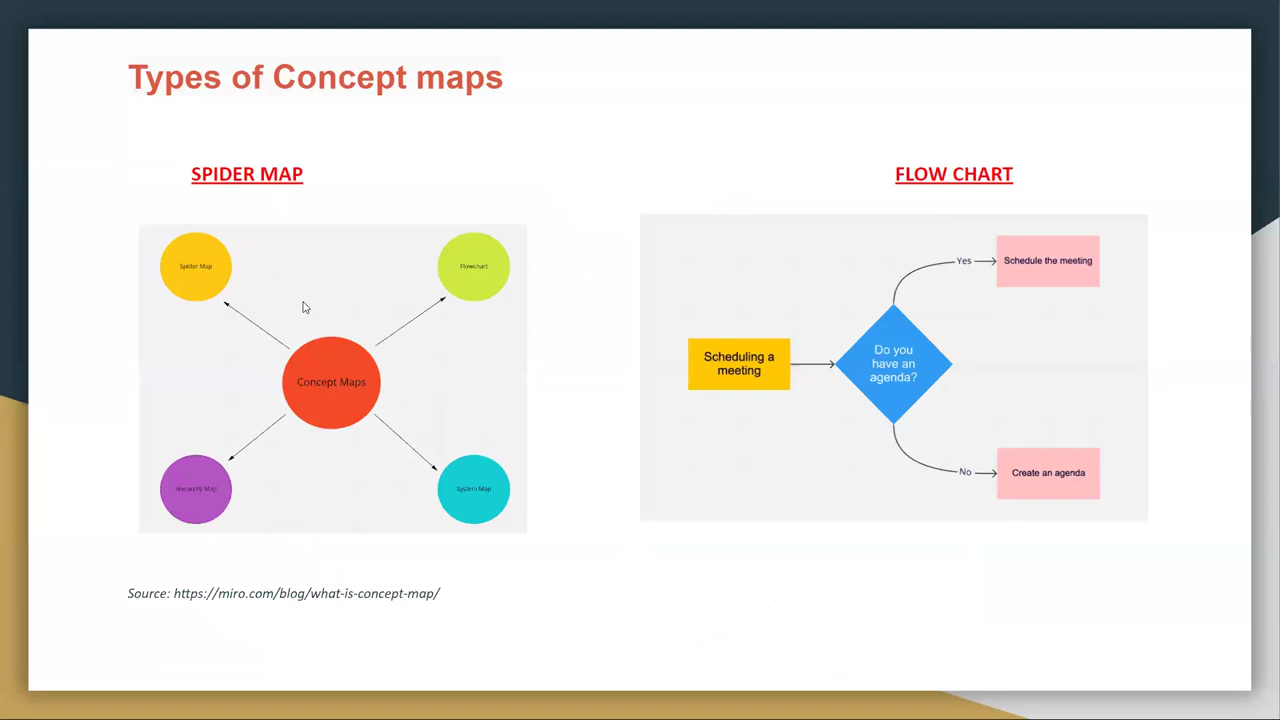 Types of Concept maps
SPIDER MAP
FLOW CHART
Spider Map
Flowchart
Concept Maps
Hierarchy Map
System Map
Yes
Schedule the meeting
Scheduling a
meeting
Do you
have an
agenda?
No
Create an agenda
Source: https://miro.com/blog/what-is-concept-map/